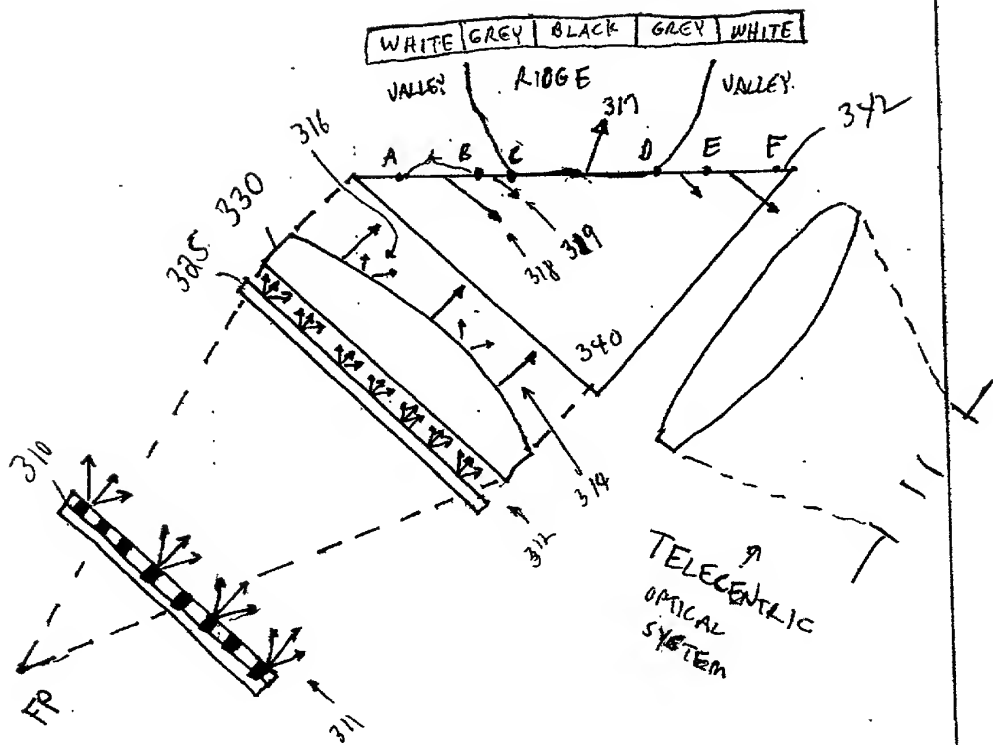 WHITE GREY BLACK GREY WHITE
VALLEY RIDGE VALLEY
317
342
316
A B C D E F
330
325
319
318
340
314
310
312
TELECENTRIC
OPTICAL
SYSTEM
FP
311